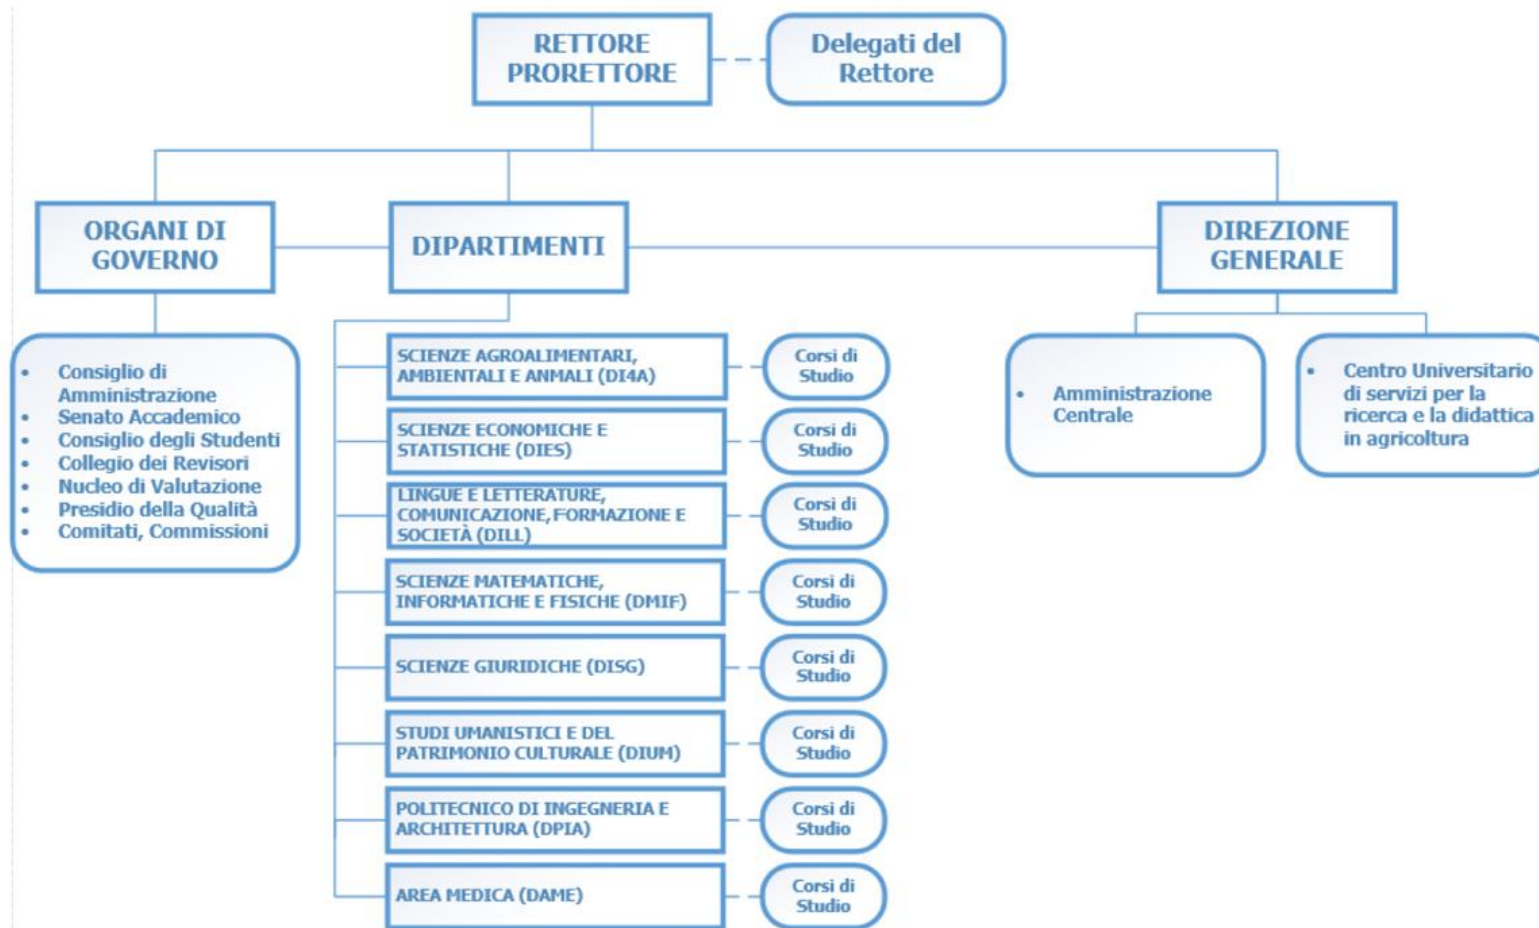 RETTORE
PRORETTORE
Delegati del
Rettore
ORGANI DI
GOVERNO
DIPARTIMENTI
DIREZIONE
GENERALE
• Consiglio di
Amministrazione
• Senato Accademico
• Consiglio degli Studenti
• Collegio dei Revisori
• Nucleo di Valutazione
• Presidio della Qualità
• Comitati, Commissioni
SCIENZE AGROALIMENTARI,
AMBIENTALI E ANMALI (DI4A)
Corsi di
Studio
SCIENZE ECONOMICHE E
STATISTICHE (DIES)
Corsi di
Studio
LINGUE E LETTERATURE,
COMUNICAZIONE, FORMAZIONE E
SOCIETÀ (DILL)
Corsi di
Studio
SCIENZE MATEMATICHE,
INFORMATICHE E FISICHE (DMIF)
Corsi di
Studio
SCIENZE GIURIDICHE (DISG)
Corsi di
Studio
STUDI UMANISTICI E DEL
PATRIMONIO CULTURALE (DIUM)
Corsi di
Studio
POLITECNICO DI INGEGNERIA E
ARCHITETTURA (DPIA)
Corsi di
Studio
AREA MEDICA (DAME)
Corsi di
Studio
• Amministrazione
Centrale
• Centro Universitario
di servizi per la
ricerca e la didattica
in agricoltura